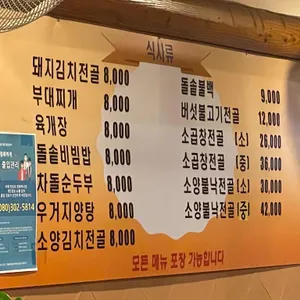 식사류
돼지김치전골 8,000
부대찌개 8,000
육개장 8,000
돌솥비빔밥 8,000
차돌순두부 8,000
우거지양탕 8,000
소양김치전골 8,000
돌솥불백 9,000
버섯불고기전골 12,000
소곱창전골 (소) 26,000
소곱창전골 (중) 36,000
소양불낙전골 (소) 30,000
소양불낙전골 (중) 42,000
모든 메뉴 포장 가능합니다
출입관리
080)302-5814